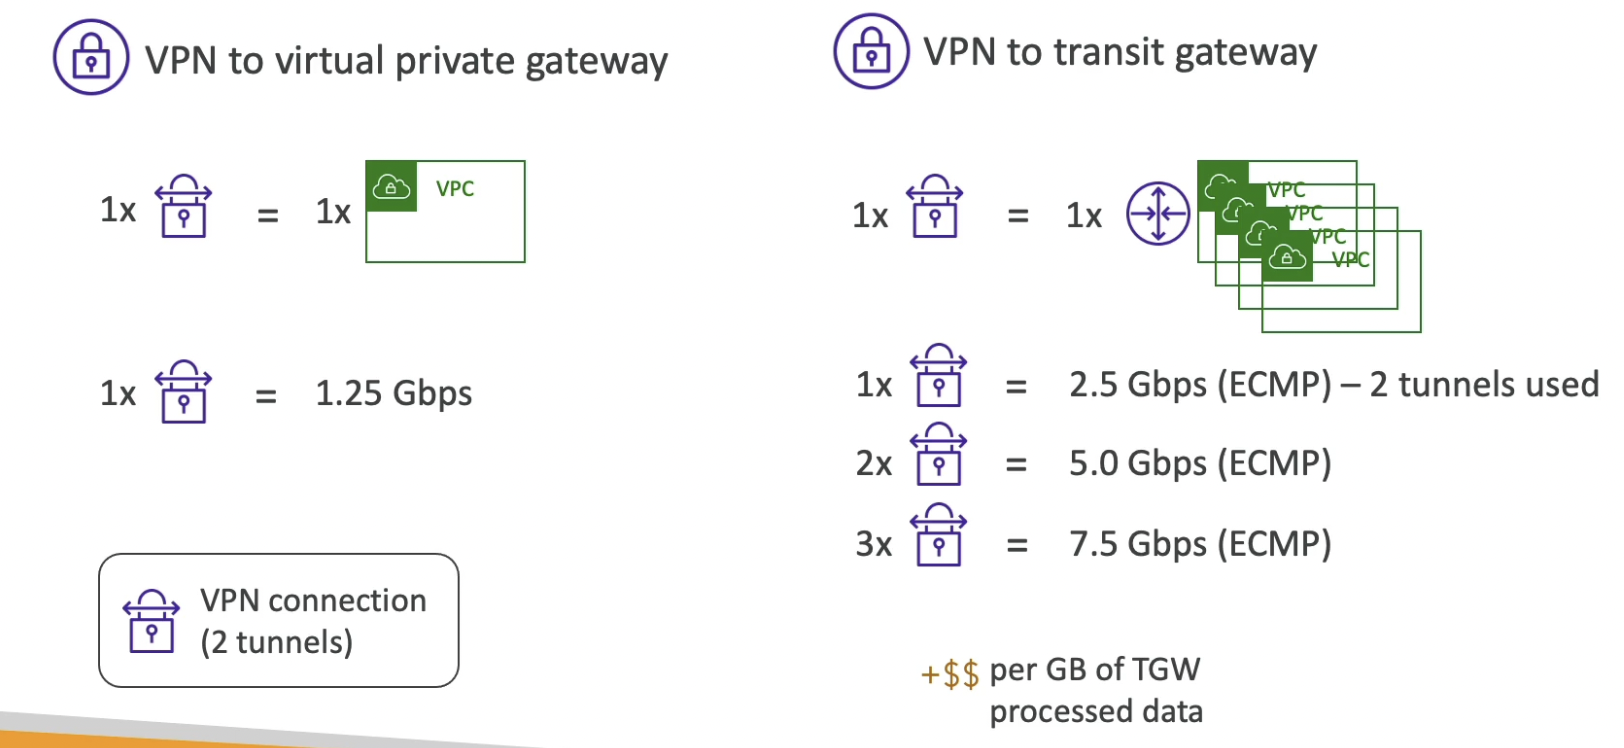 VPN to virtual private gateway
1x = 1x VPC
1x = 1.25 Gbps
VPN connection
(2 tunnels)
VPN to transit gateway
1x = 1x VPC
VPC
VPC
VPC
1x = 2.5 Gbps (ECMP) – 2 tunnels used
2x = 5.0 Gbps (ECMP)
3x = 7.5 Gbps (ECMP)
+$$ per GB of TGW
processed data